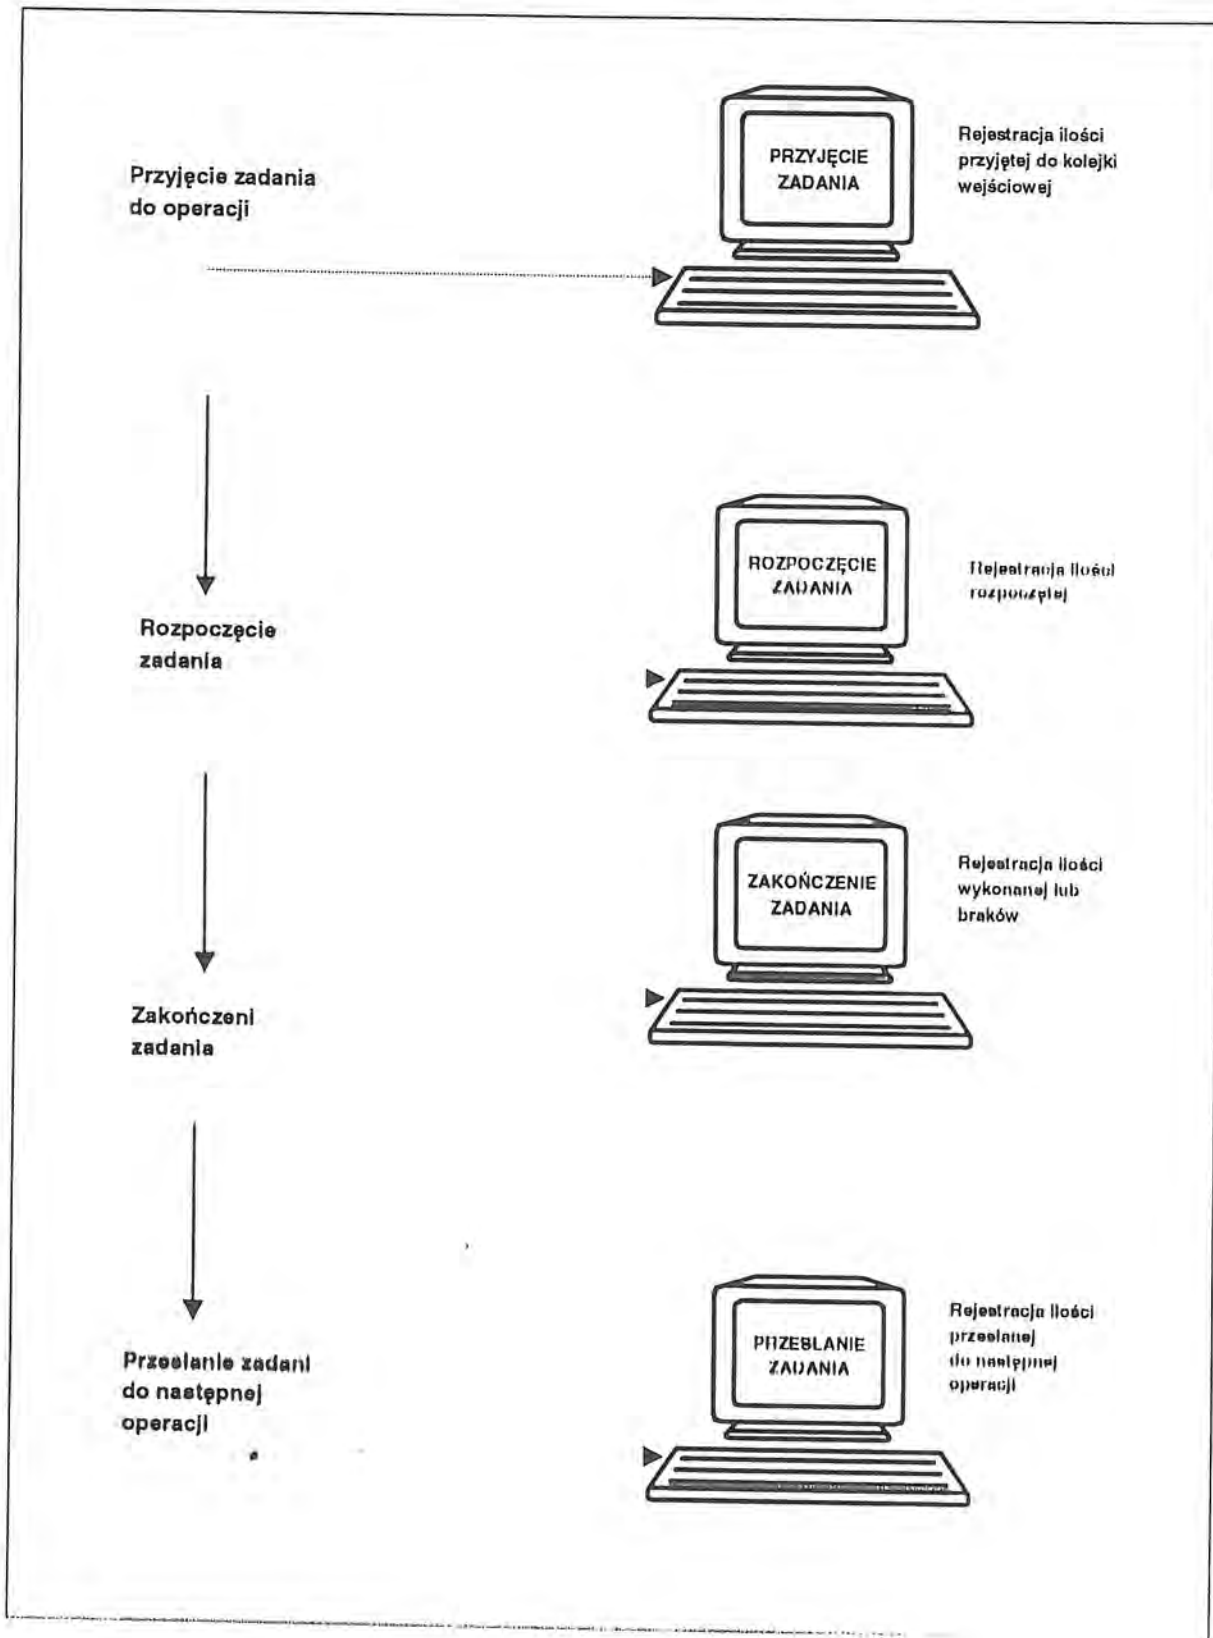 Przyjęcie zadania
do operacji
PRZYJĘCIE
ZADANIA
Rejestracja ilości
przyjętej do kolejki
wejściowej
Rozpoczęcie
zadania
ROZPOCZĘCIE
ZADANIA
Rejestracja ilości
rozpoczętej
Zakończeni
zadania
ZAKOŃCZENIE
ZADANIA
Rejestracja ilości
wykonanej lub
braków
Przesłanie zadani
do następnej
operacji
PRZESŁANIE
ZADANIA
Rejestracja ilości
przesłanej
do następnej
operacji